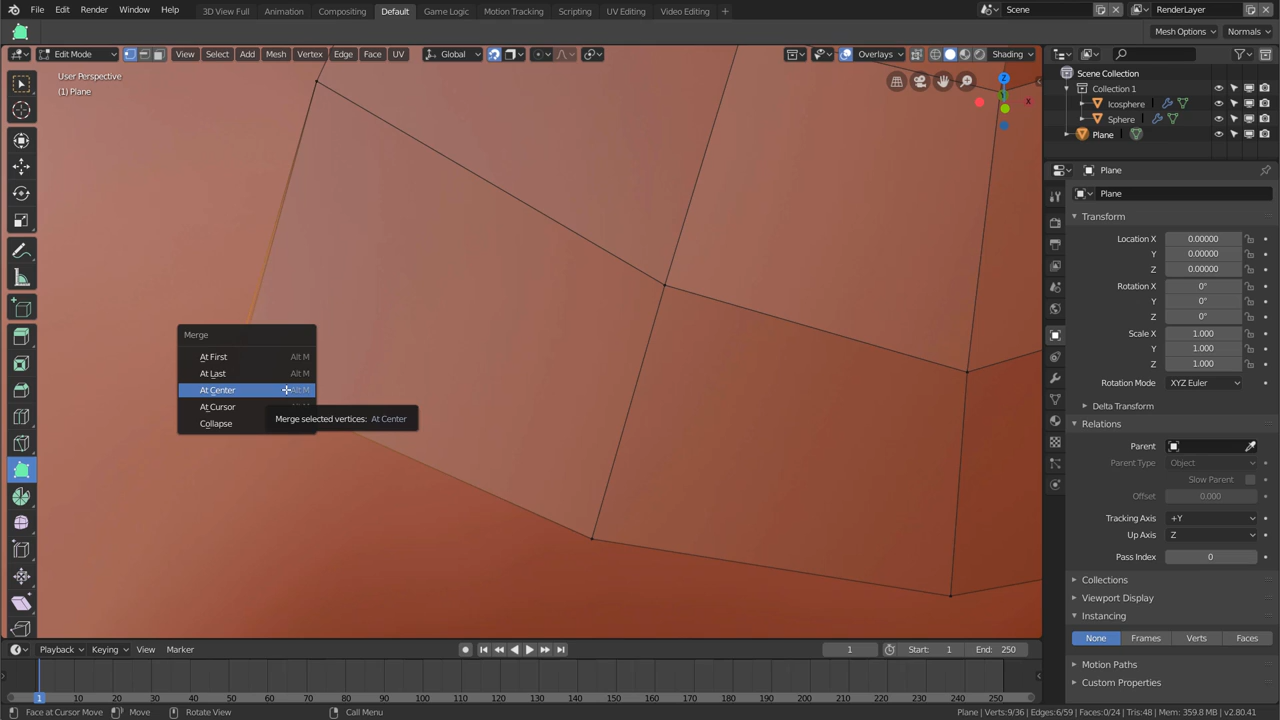 File Edit Render Window Help 3D View Full Animation Compositing Default Game Logic Motion Tracking Scripting UV Editing Video Editing + Scene RenderLayer
Mesh Options Normals
Edit Mode View Select Add Mesh Vertex Edge Face UV Global Overlays Shading
User Perspective
(1) Plane
Z
Y
X
Scene Collection
Collection 1
Icosphere
Sphere
Plane
Plane
Plane
Transform
Location X 0.00000
Y 0.00000
Z 0.00000
Rotation X 0°
Y 0°
Z 0°
Scale X 1.000
Y 1.000
Z 1.000
Rotation Mode XYZ Euler
Delta Transform
Relations
Parent
Parent Type Object
Slow Parent
Offset 0.000
Tracking Axis +Y
Up Axis Z
Pass Index 0
Collections
Viewport Display
Instancing
None Frames Verts Faces
Motion Paths
Custom Properties
Merge
At First Alt M
At Last Alt M
At Center Alt M
At Cursor
Collapse
Merge selected vertices: At Center
Playback Keying View Marker 1 Start: 1 End: 250
1 10 20 30 40 50 60 70 80 90 100 110 120 130 140 150 160 170 180 190 200 210 220 230 240 250
Face at Cursor Move Move Rotate View Call Menu Plane | Verts:9/36 | Edges:6/59 | Faces:0/24 | Tris:48 | Mem: 359.8 MB | v2.80.41